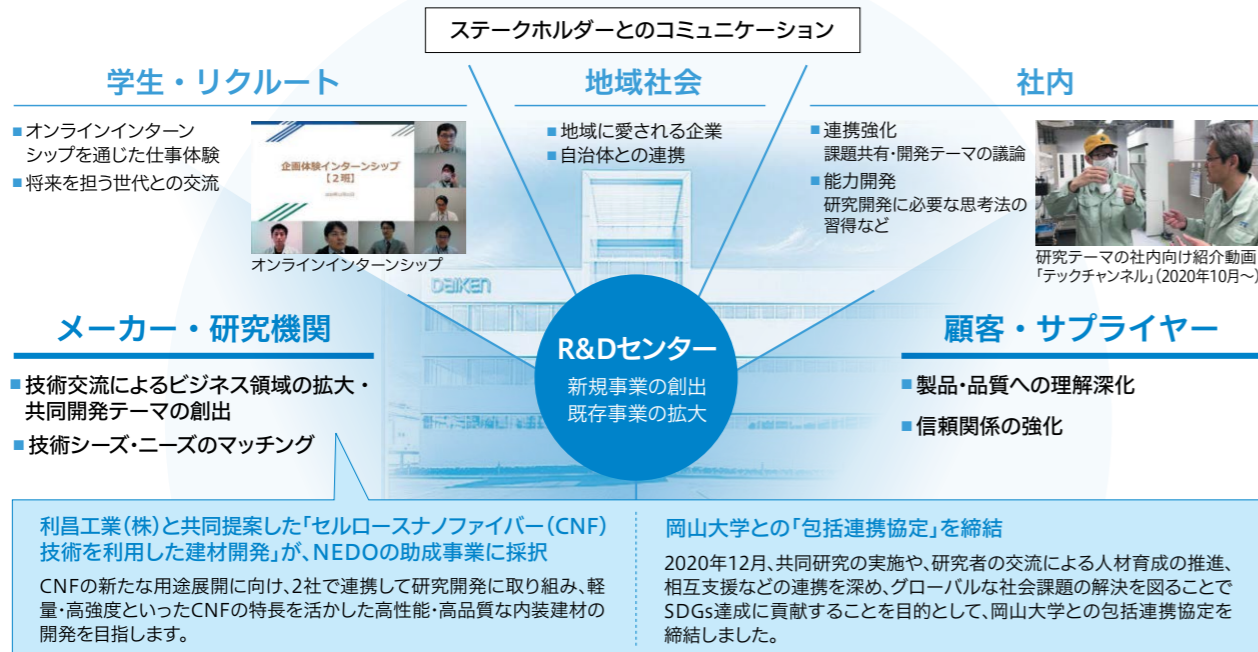 ステークホルダーとのコミュニケーション
学生・リクルート
■ オンラインインターン
シップを通じた仕事体験
■ 将来を担う世代との交流
企画体験インターンシップ
【2班】
オンラインインターンシップ
地域社会
■ 地域に愛される企業
■ 自治体との連携
社内
■ 連携強化
課題共有・開発テーマの議論
■ 能力開発
研究開発に必要な思考法の
習得など
研究テーマの社内向け紹介動画
「テックチャンネル」(2020年10月〜)
DAIKEN
メーカー・研究機関
■ 技術交流によるビジネス領域の拡大・
共同開発テーマの創出
■ 技術シーズ・ニーズのマッチング
R&Dセンター
新規事業の創出
既存事業の拡大
顧客・サプライヤー
■ 製品・品質への理解深化
■ 信頼関係の強化
利昌工業(株)と共同提案した「セルロースナノファイバー(CNF)
技術を利用した建材開発」が、NEDOの助成事業に採択
CNFの新たな用途展開に向け、2社で連携して研究開発に取り組み、軽
量・高強度といったCNFの特長を活かした高性能・高品質な内装建材の
開発を目指します。
岡山大学との「包括連携協定」を締結
2020年12月、共同研究の実施や、研究者の交流による人材育成の推進、
相互支援などの連携を深め、グローバルな社会課題の解決を図ることで
SDGs達成に貢献することを目的として、岡山大学との包括連携協定を
締結しました。